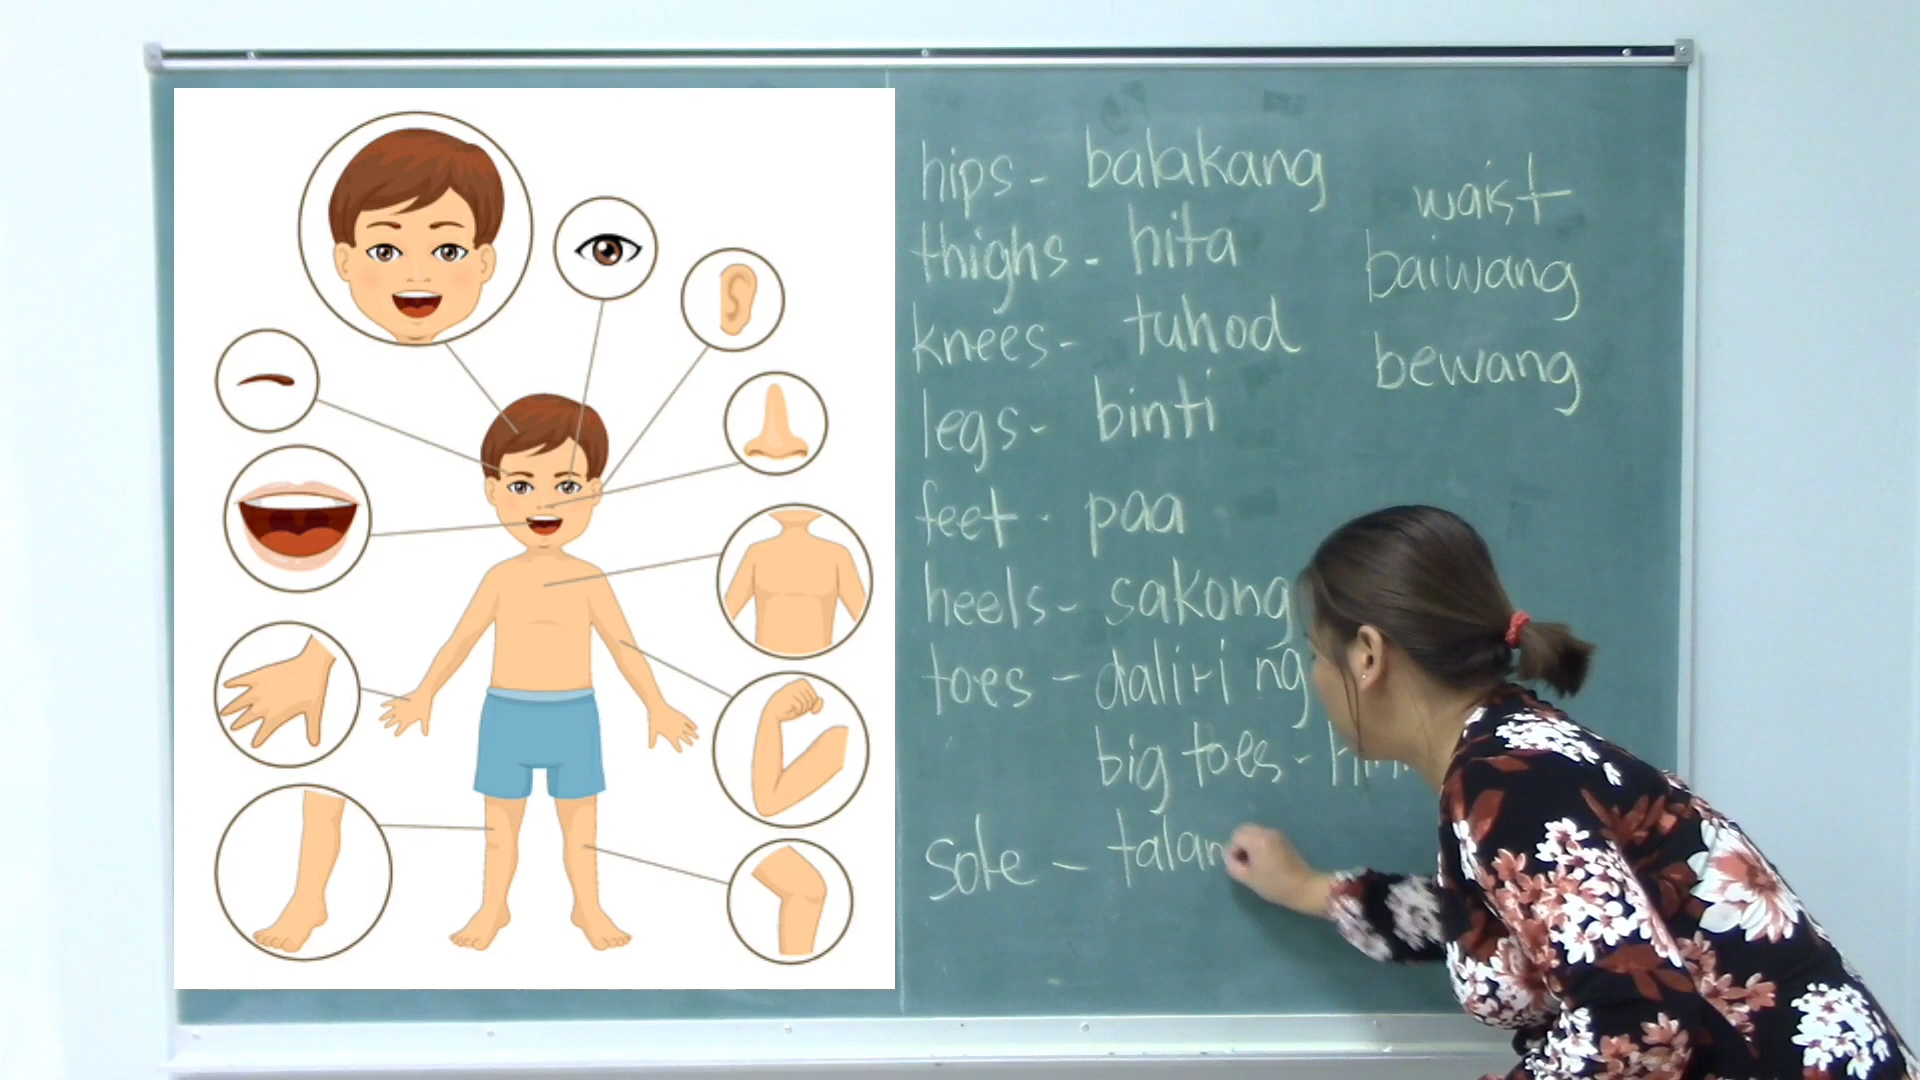 hips - balakang
thighs - hita
knees - tuhod
legs - binti
feet - paa
heels - sakong
toes - daliri ng
big toes -
sole - talan
waist
baiwang
bewang